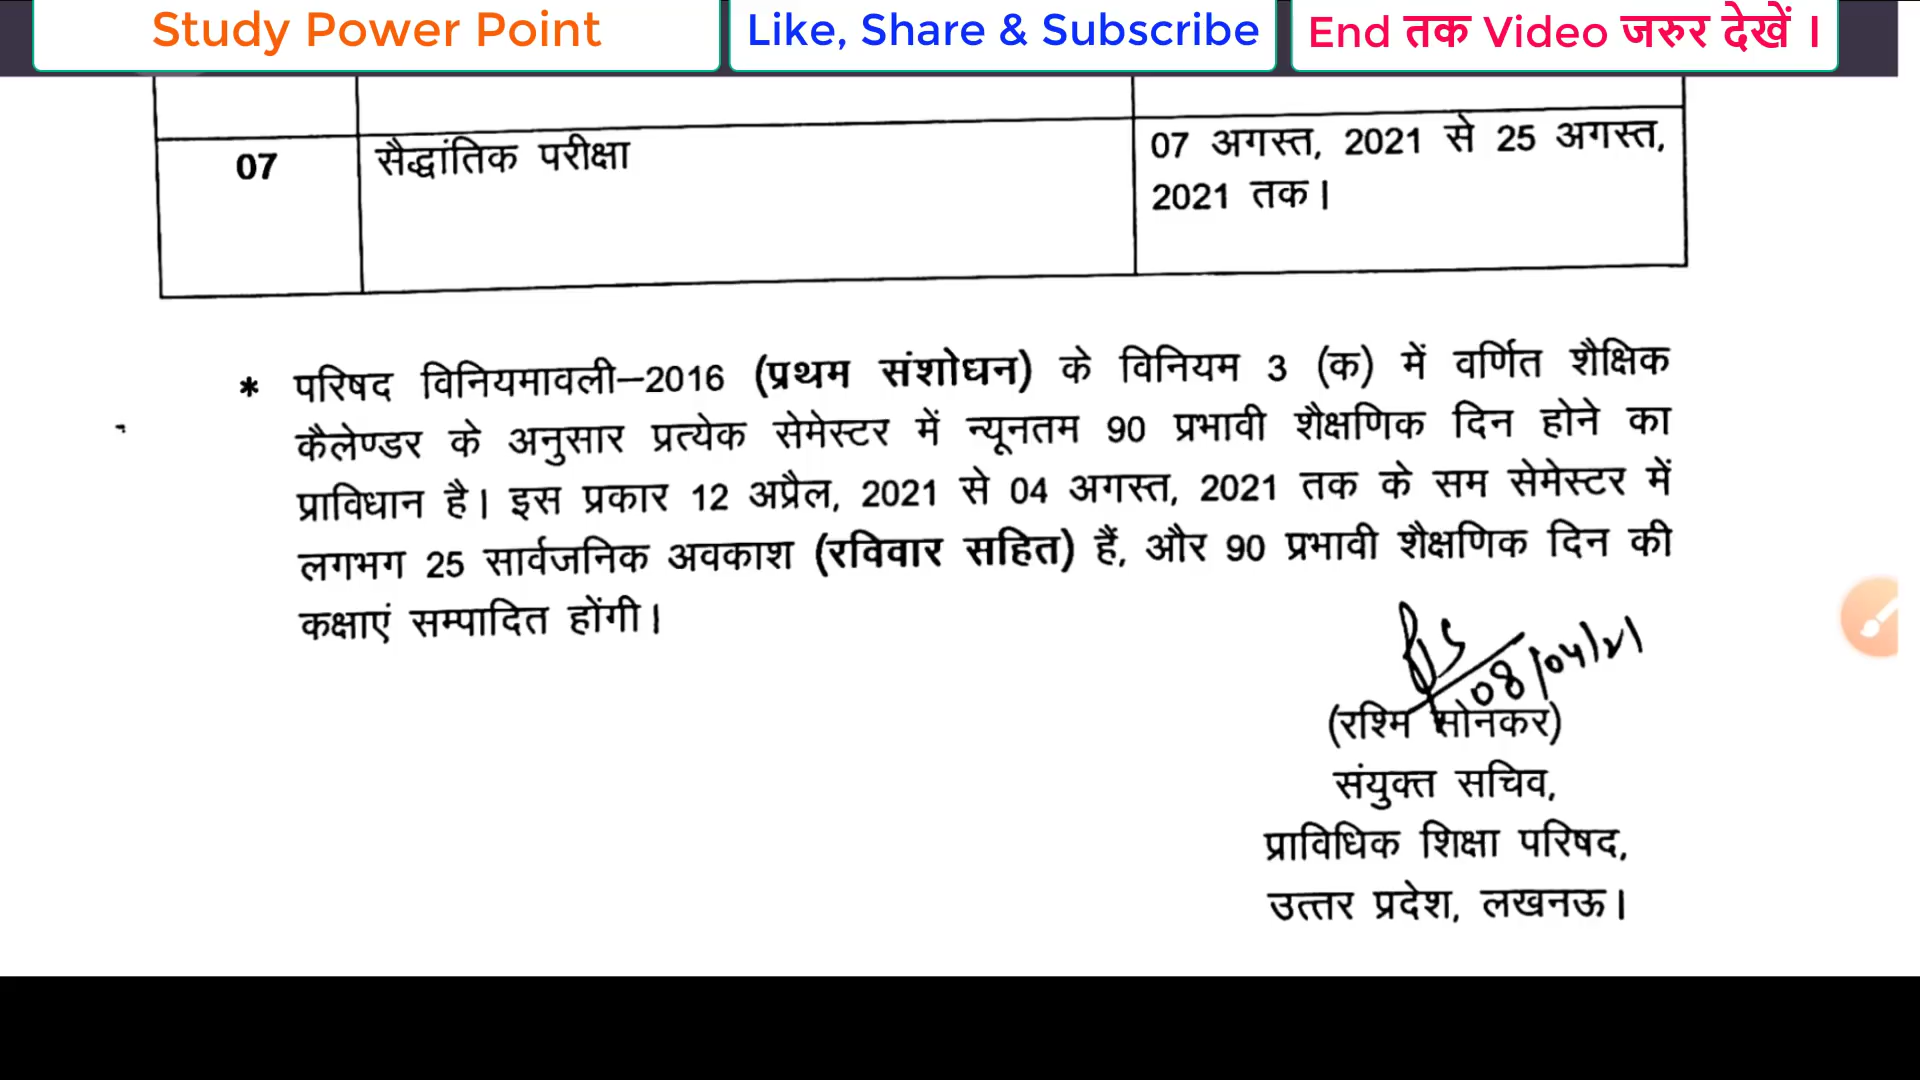 Study Power Point
Like, Share & Subscribe
End तक Video जरुर देखें ।
07 सैद्धांतिक परीक्षा 07 अगस्त, 2021 से 25 अगस्त,
2021 तक।
* परिषद विनियमावली–2016 (प्रथम संशोधन) के विनियम 3 (क) में वर्णित शैक्षिक
कैलेण्डर के अनुसार प्रत्येक सेमेस्टर में न्यूनतम 90 प्रभावी शैक्षणिक दिन होने का
प्राविधान है। इस प्रकार 12 अप्रैल, 2021 से 04 अगस्त, 2021 तक के सम सेमेस्टर में
लगभग 25 सार्वजनिक अवकाश (रविवार सहित) हैं, और 90 प्रभावी शैक्षणिक दिन की
कक्षाएं सम्पादित होंगी।
08/04/21
(रश्मि सोनकर)
संयुक्त सचिव,
प्राविधिक शिक्षा परिषद,
उत्तर प्रदेश, लखनऊ।